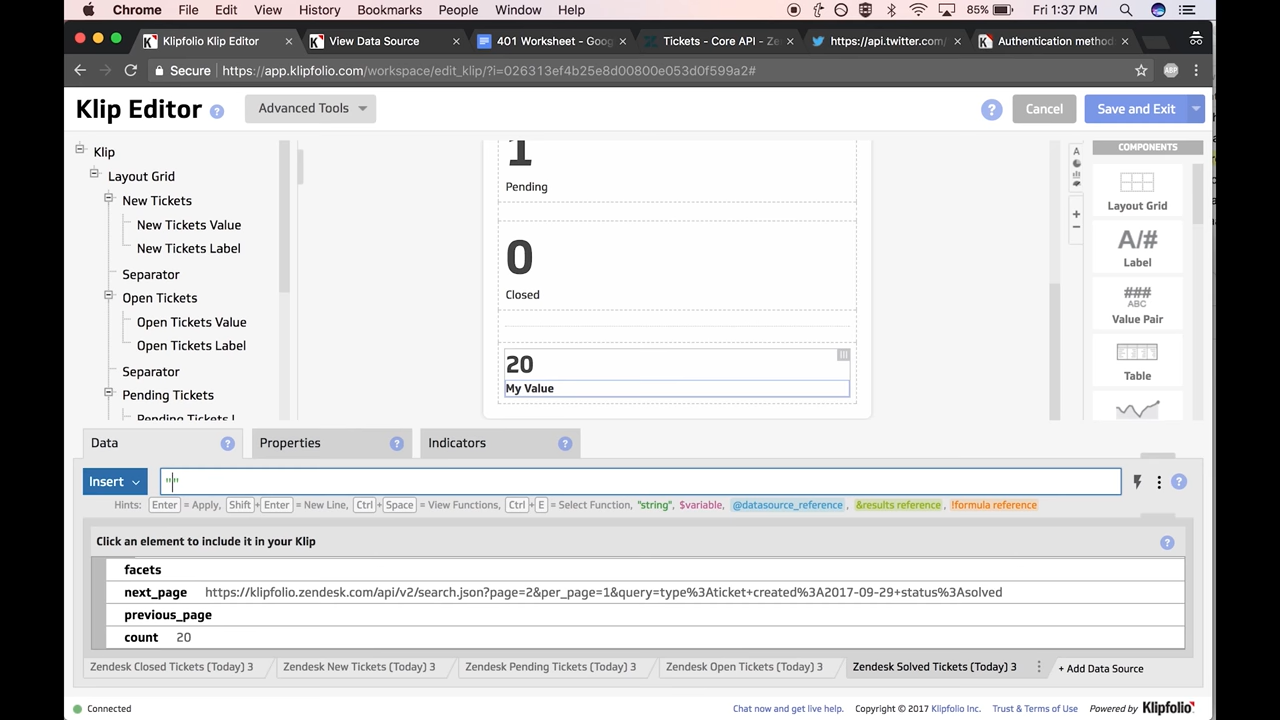 Chrome File Edit View History Bookmarks People Window Help 85% Fri 1:37 PM
Klipfolio Klip Editor × View Data Source × 401 Worksheet - Goog × Tickets - Core API - Ze × https://api.twitter.com/ × Authentication method ×
Secure https://app.klipfolio.com/workspace/edit_klip/?i=026313ef4b25e8d00800e053d0f599a2# ABP
Klip Editor ? Advanced Tools ? Cancel Save and Exit
Klip
Layout Grid
New Tickets
New Tickets Value
New Tickets Label
Separator
Open Tickets
Open Tickets Value
Open Tickets Label
Separator
Pending Tickets
1
Pending
0
Closed
20
My Value
A
+
−
COMPONENTS
Layout Grid
A/#
Label
###
ABC
Value Pair
Table
Data ? Properties ? Indicators ?
Insert "" ?
Hints: Enter = Apply, Shift + Enter = New Line, Ctrl + Space = View Functions, Ctrl + E = Select Function, "string", $variable, @datasource_reference, &results reference, !formula reference
Click an element to include it in your Klip ?
facets
next_page https://klipfolio.zendesk.com/api/v2/search.json?page=2&per_page=1&query=type%3Aticket+created%3A2017-09-29+status%3Asolved
previous_page
count 20
Zendesk Closed Tickets (Today) 3 Zendesk New Tickets (Today) 3 Zendesk Pending Tickets (Today) 3 Zendesk Open Tickets (Today) 3 Zendesk Solved Tickets (Today) 3 + Add Data Source
Connected Chat now and get live help. Copyright © 2017 Klipfolio Inc. Trust & Terms of Use Powered by Klipfolio